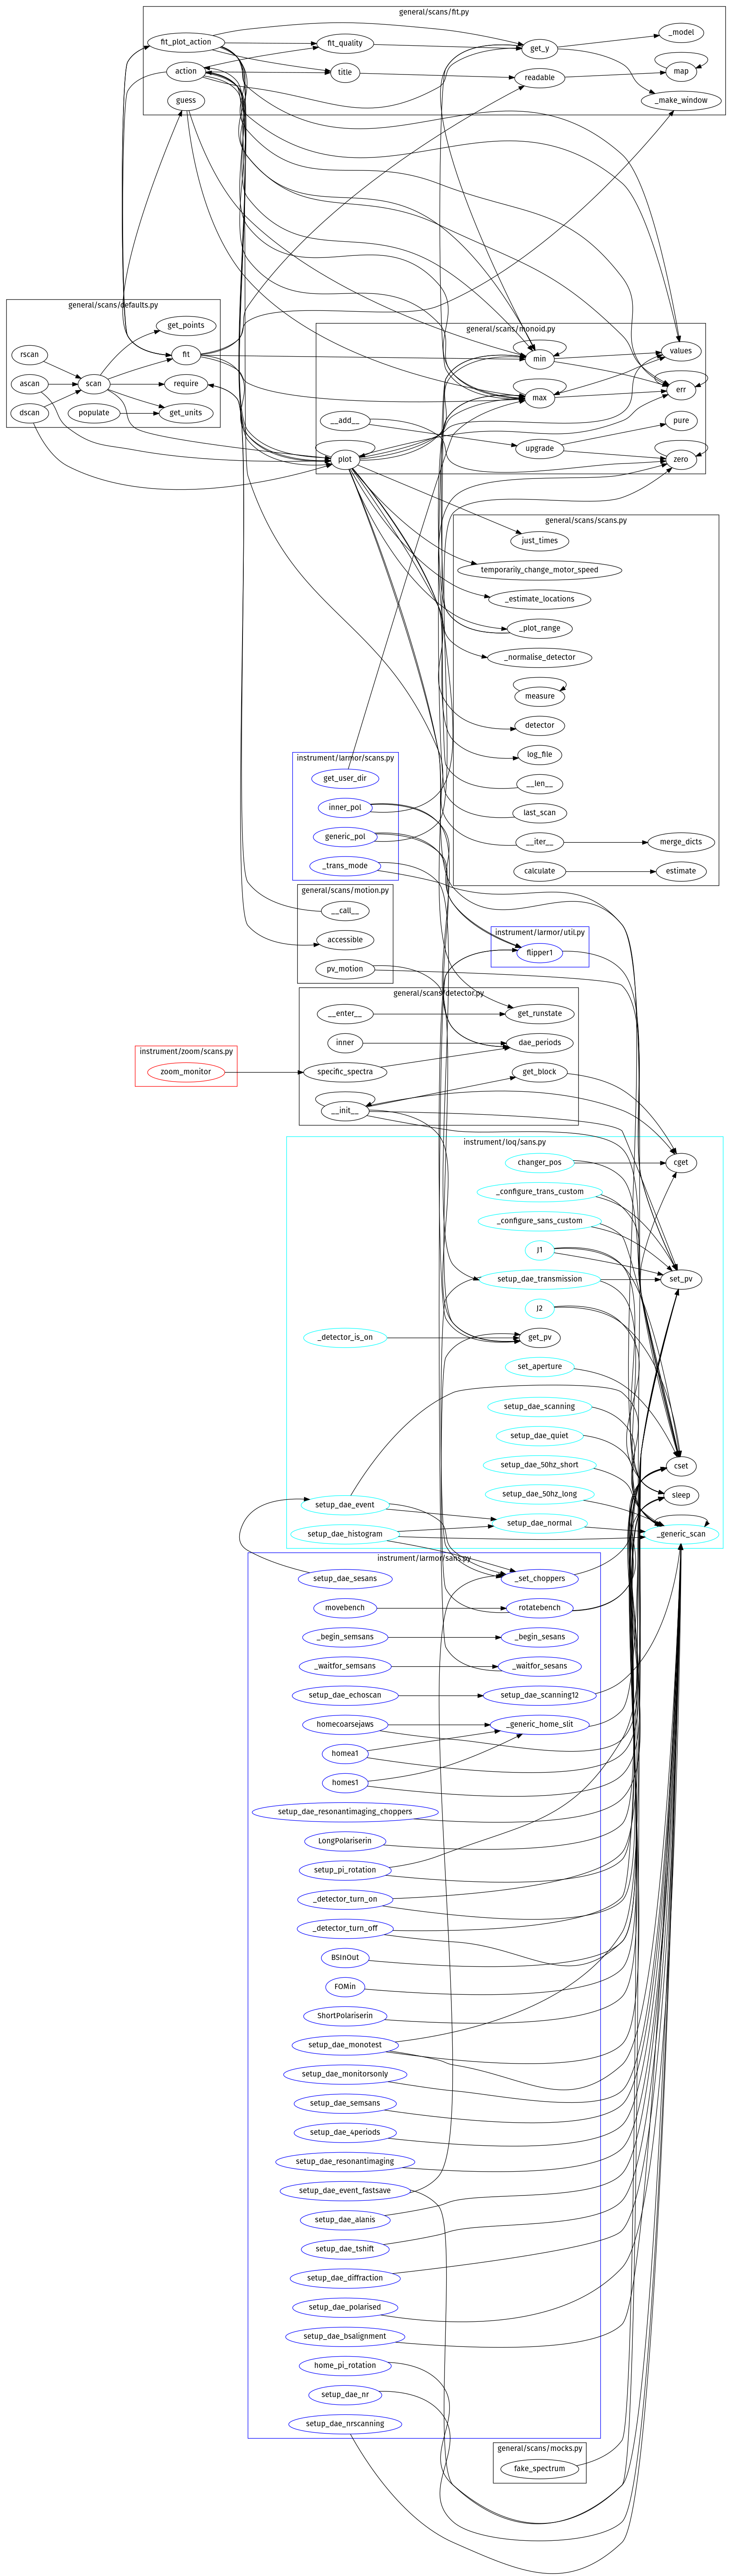 general/scans/fit.py
fit_plot_action
action
guess
fit_quality
title
get_y
readable
_model
map
_make_window
general/scans/defaults.py
rscan
ascan
dscan
scan
populate
get_points
fit
require
get_units
general/scans/monoid.py
__add__
plot
min
max
upgrade
values
err
pure
zero
general/scans/scans.py
just_times
temporarily_change_motor_speed
_estimate_locations
_plot_range
_normalise_detector
measure
detector
log_file
__len__
last_scan
__iter__
calculate
merge_dicts
estimate
instrument/larmor/scans.py
get_user_dir
inner_pol
generic_pol
_trans_mode
general/scans/motion.py
__call__
accessible
pv_motion
instrument/larmor/util.py
flipper1
general/scans/detector.py
__enter__
inner
specific_spectra
__init__
get_runstate
dae_periods
get_block
instrument/zoom/scans.py
zoom_monitor
instrument/loq/sans.py
changer_pos
_configure_trans_custom
_configure_sans_custom
J1
setup_dae_transmission
J2
_detector_is_on
get_pv
set_aperture
setup_dae_scanning
setup_dae_quiet
setup_dae_50hz_short
setup_dae_50hz_long
setup_dae_event
setup_dae_normal
setup_dae_histogram
cget
set_pv
cset
sleep
_generic_scan
instrument/larmor/sans.py
setup_dae_sesans
_set_choppers
movebench
rotatebench
_begin_semsans
_begin_sesans
_waitfor_semsans
_waitfor_sesans
setup_dae_echoscan
setup_dae_scanning12
homecoarsejaws
_generic_home_slit
homea1
homes1
setup_dae_resonantimaging_choppers
LongPolariserin
setup_pi_rotation
_detector_turn_on
_detector_turn_off
BSInOut
FOMin
ShortPolariserin
setup_dae_monotest
setup_dae_monitorsonly
setup_dae_semsans
setup_dae_4periods
setup_dae_resonantimaging
setup_dae_event_fastsave
setup_dae_alanis
setup_dae_tshift
setup_dae_diffraction
setup_dae_polarised
setup_dae_bsalignment
home_pi_rotation
setup_dae_nr
setup_dae_nrscanning
general/scans/mocks.py
fake_spectrum